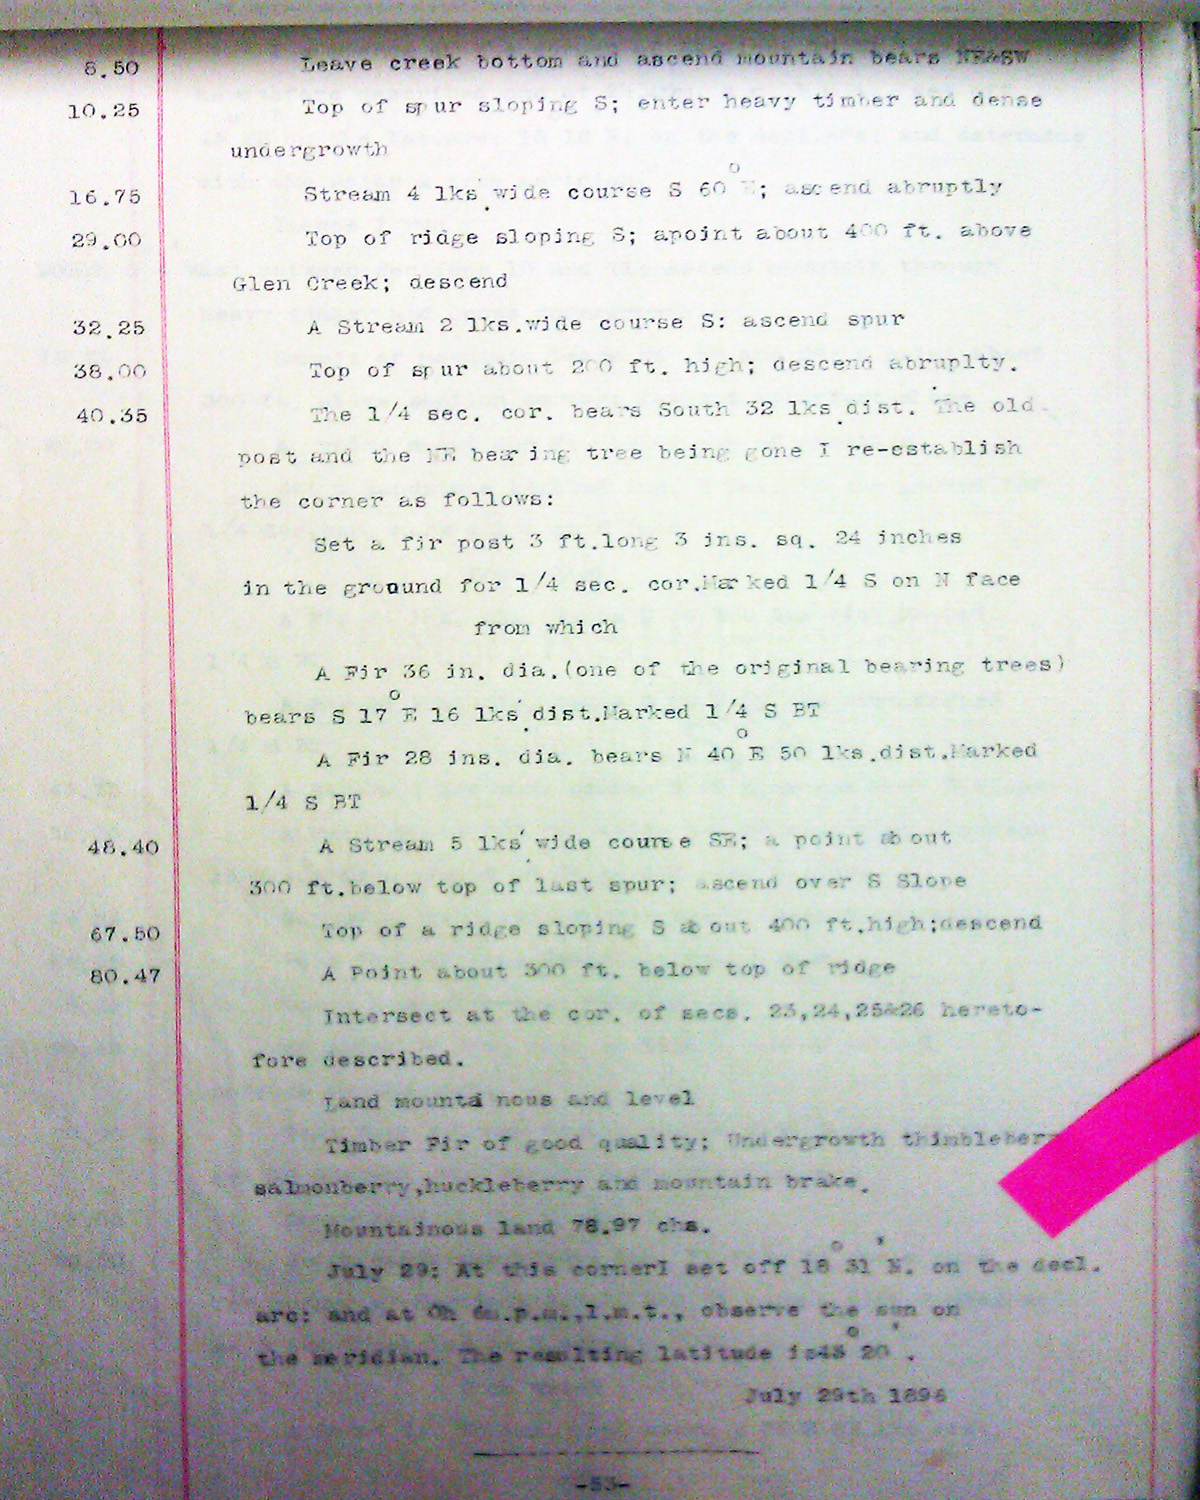 8.50 Leave creek bottom and ascend mountain bears NE&SW
10.25 Top of spur sloping S; enter heavy timber and dense
undergrowth
16.75 Stream 4 lks. wide course S 60° E; ascend abruptly
29.00 Top of ridge sloping S; apoint about 400 ft. above
Glen Creek; descend
32.25 A Stream 2 lks.wide course S: ascend spur
38.00 Top of spur about 200 ft. high; descend abruplty.
40.35 The 1/4 sec. cor. bears South 32 lks. dist. The old
post and the NE bearing tree being gone I re-establish
the corner as follows:
Set a fir post 3 ft.long 3 ins. sq. 24 inches
in the groound for 1/4 sec. cor.Marked 1/4 S on N face
from which
A Fir 36 in. dia.(one of the original bearing trees)
bears S 17° E 16 lks. dist.Marked 1/4 S BT
A Fir 28 ins. dia. bears N 40° E 50 lks.dist.Marked
1/4 S BT
48.40 A Stream 5 lks. wide course SE; a point about
300 ft.below top of last spur; ascend over S Slope
67.50 Top of a ridge sloping S about 400 ft.high;descend
80.47 A Point about 300 ft. below top of ridge
Intersect at the cor. of secs. 23,24,25&26 hereto-
fore described.
Land mountainous and level
Timber Fir of good quality; Undergrowth thimbleber
salmonberry,huckleberry and mountain brake.
Mountainous land 78.97 chs.
July 29: At this cornerI set off 18° 31' N. on the decl.
arc: and at 0h 6m.p.m.,l.m.t., observe the sun on
the meridian. The resulting latitude is 20'.
July 29th 1896
-53-